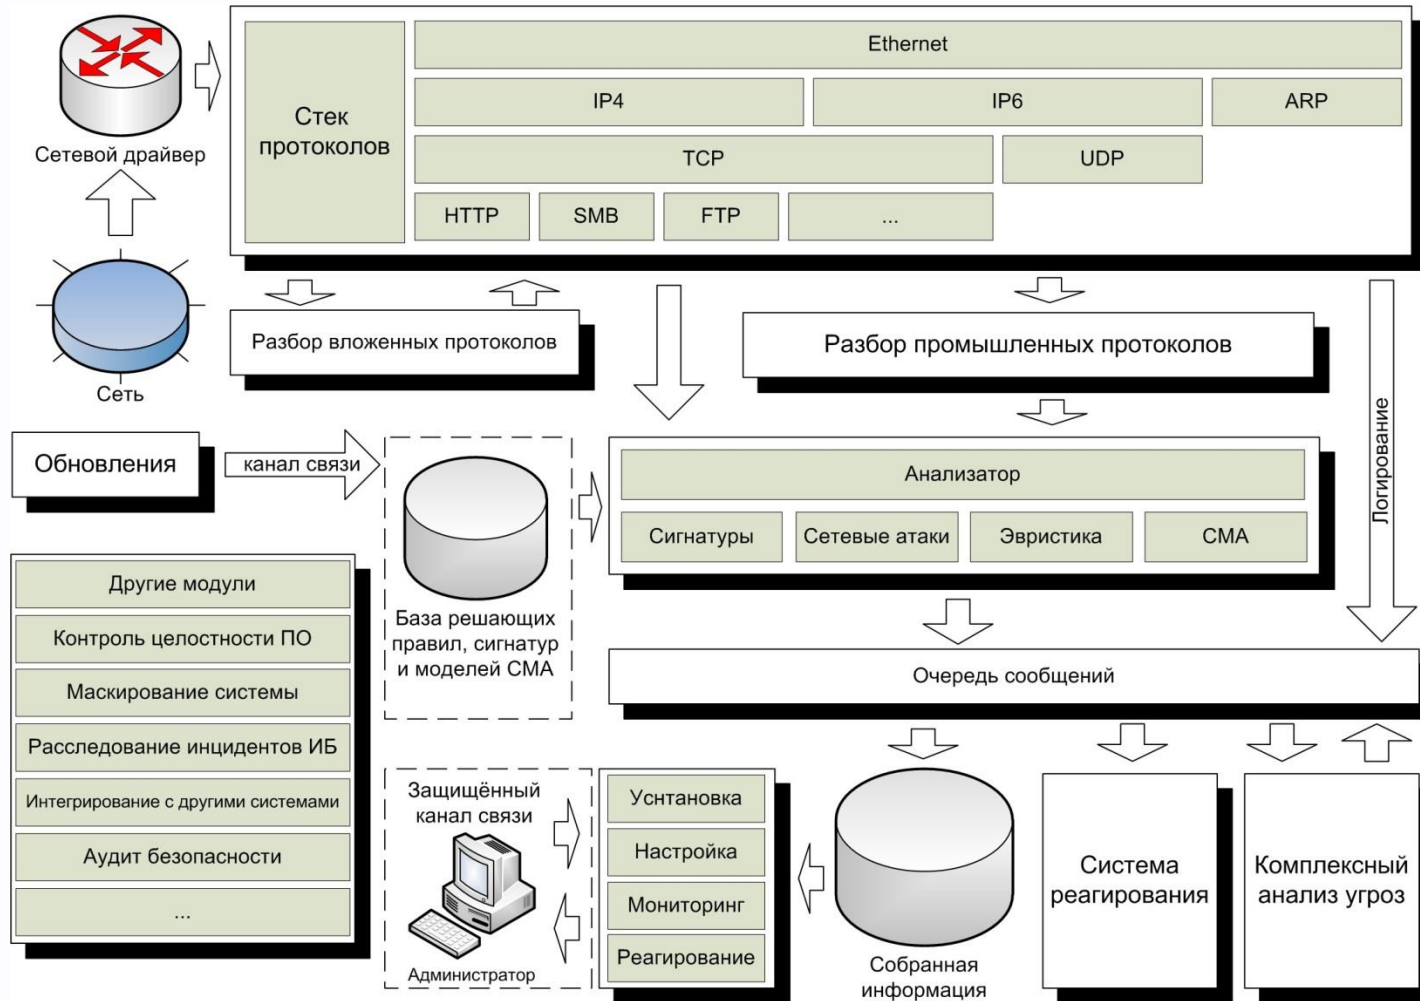 Сетевой драйвер
Сеть
Стек
протоколов
Ethernet
IP4
IP6
ARP
TCP
UDP
HTTP
SMB
FTP
...
Разбор вложенных протоколов
Разбор промышленных протоколов
Логирование
Обновления
канал связи
База решающих
правил, сигнатур
и моделей СМА
Анализатор
Сигнатуры
Сетевые атаки
Эвристика
СМА
Другие модули
Контроль целостности ПО
Маскирование системы
Расследование инцидентов ИБ
Интегрирование с другими системами
Аудит безопасности
...
Очередь сообщений
Защищённый
канал связи
Администратор
Уснтановка
Настройка
Мониторинг
Реагирование
Собранная
информация
Система
реагирования
Комплексный
анализ угроз